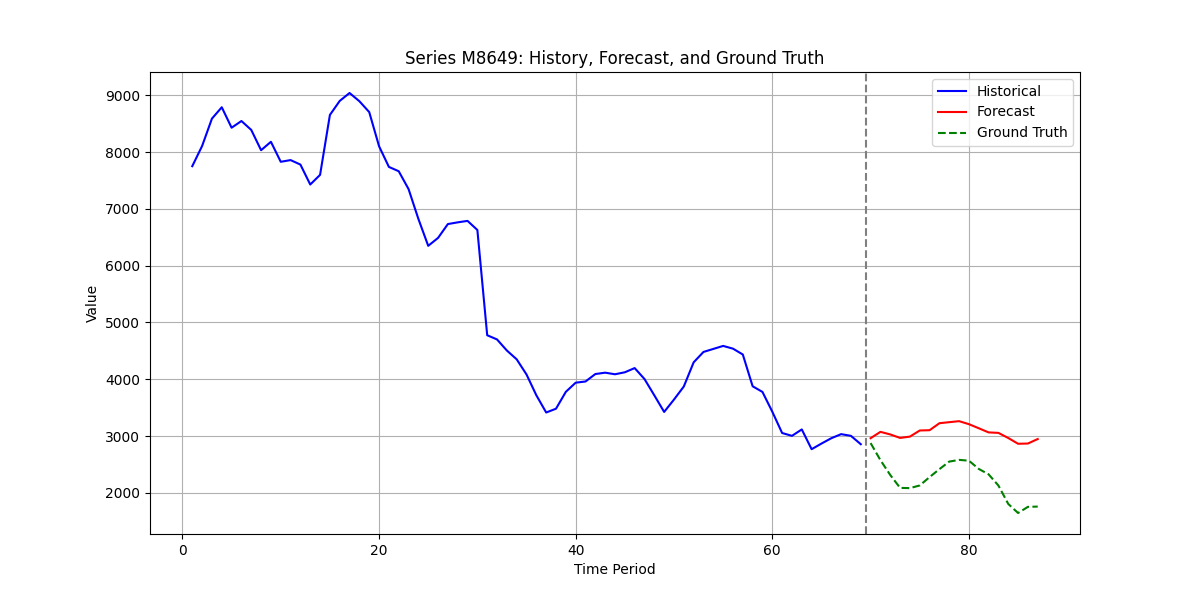 Series M8649: History, Forecast, and Ground Truth
Historical
Forecast
Ground Truth
Value
9000
8000
7000
6000
5000
4000
3000
2000
0
20
40
60
80
Time Period